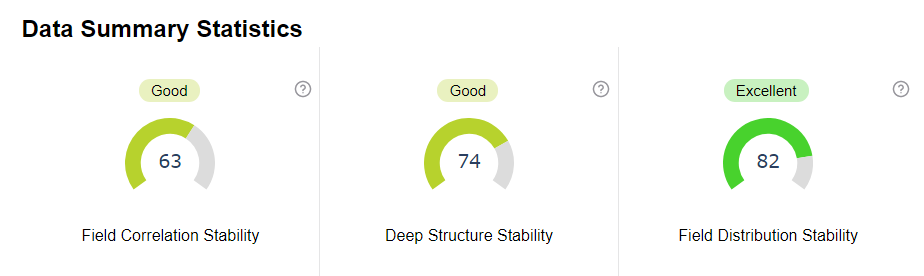 Data Summary Statistics
Good
?
Good
?
Excellent
?
63
74
82
Field Correlation Stability
Deep Structure Stability
Field Distribution Stability